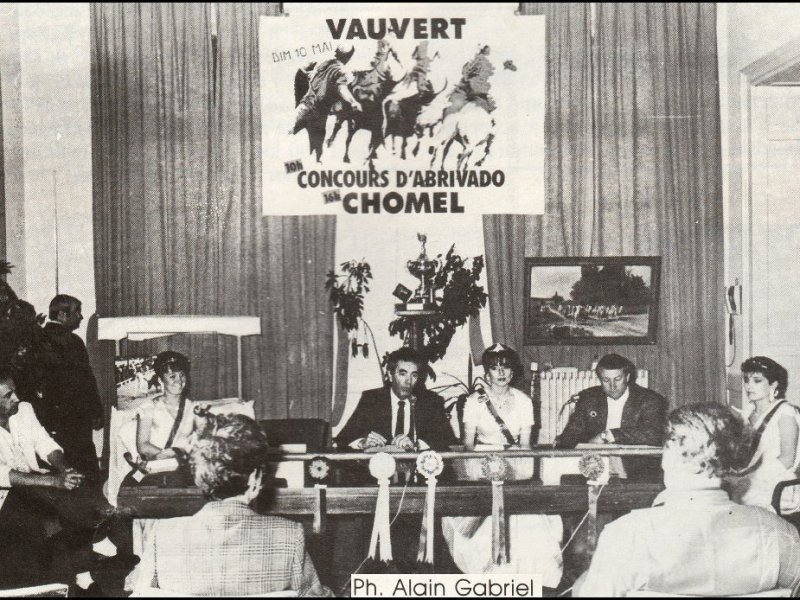 VAUVERT
DIM 10 MAI
10h CONCOURS D'ABRIVADO
16h CHOMEL
Ph. Alain Gabriel